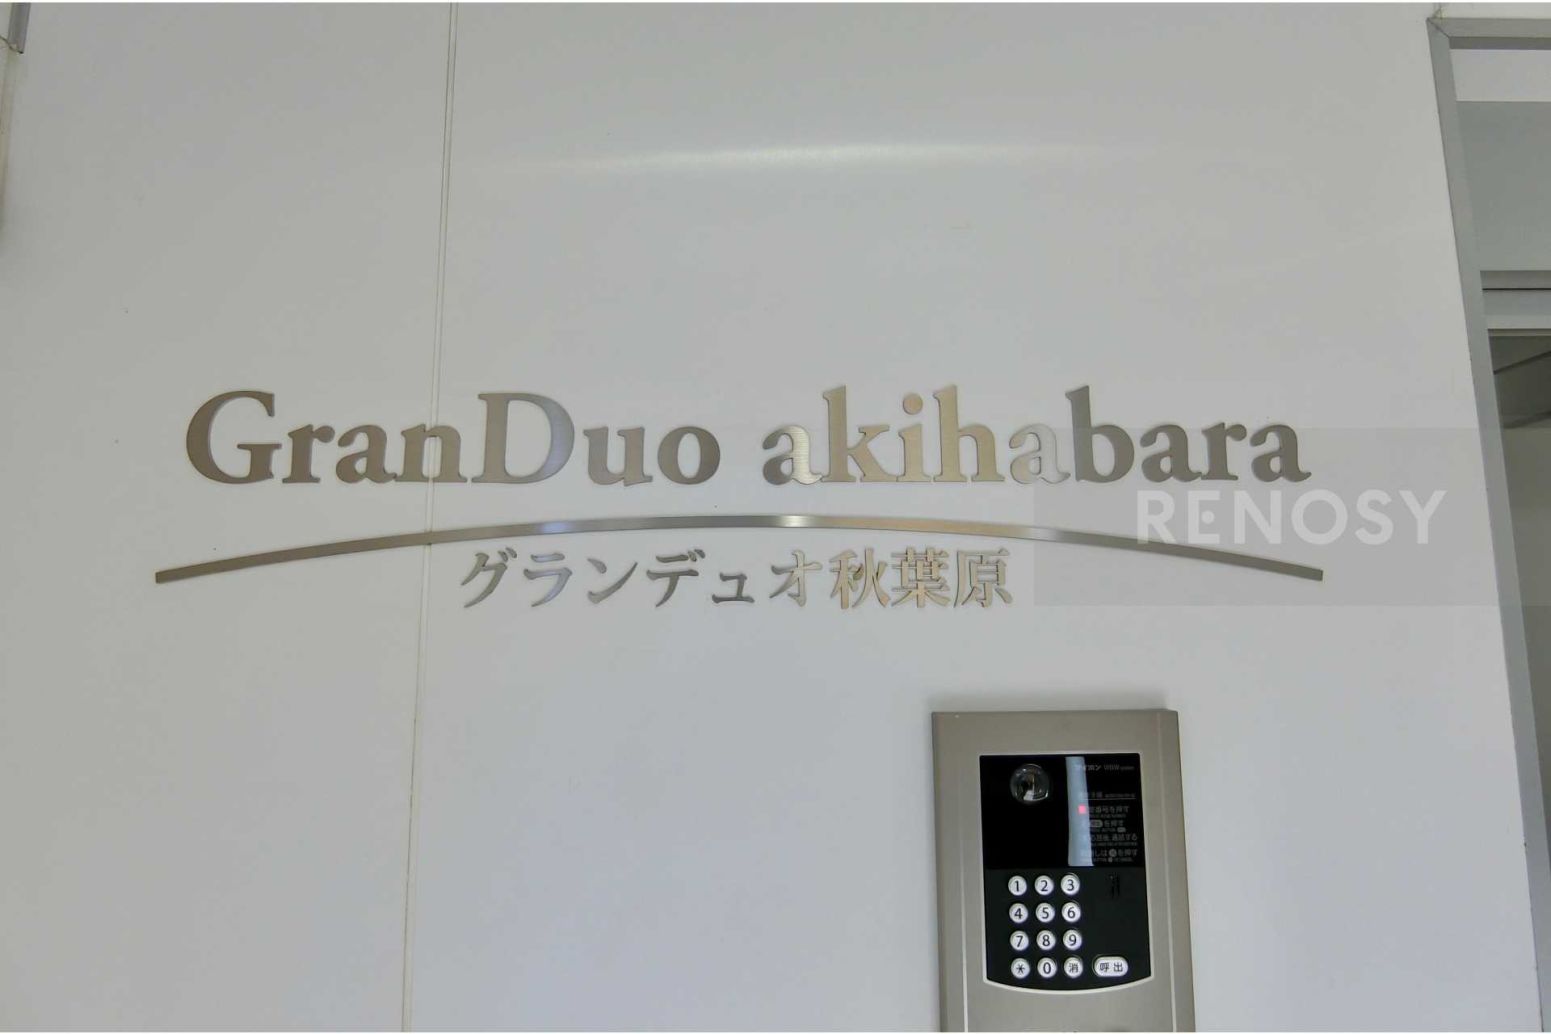 GranDuo akihabara
グランデュオ秋葉原
RENOSY
1 2 3
4 5 6
7 8 9
* 0 消 呼出